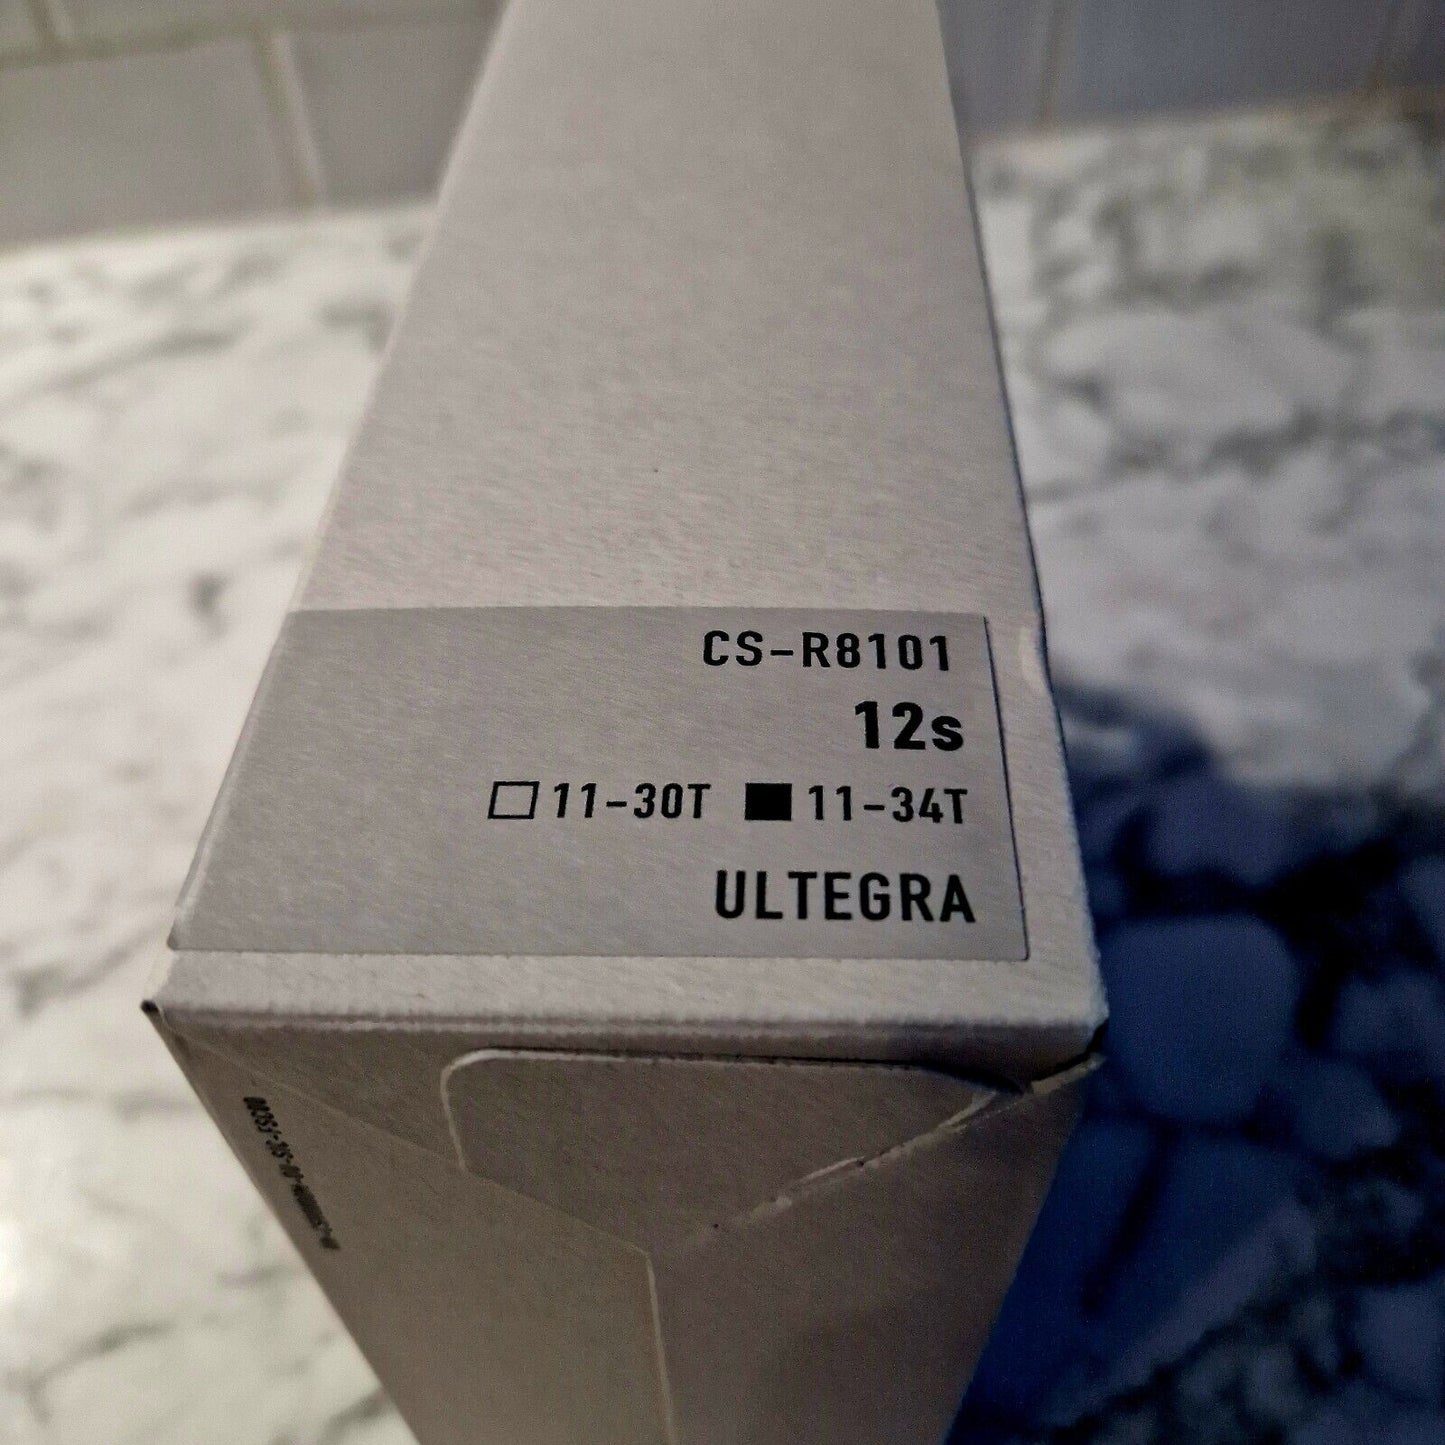 CS-R8101
12s
11-30T 11-34T
ULTEGRA